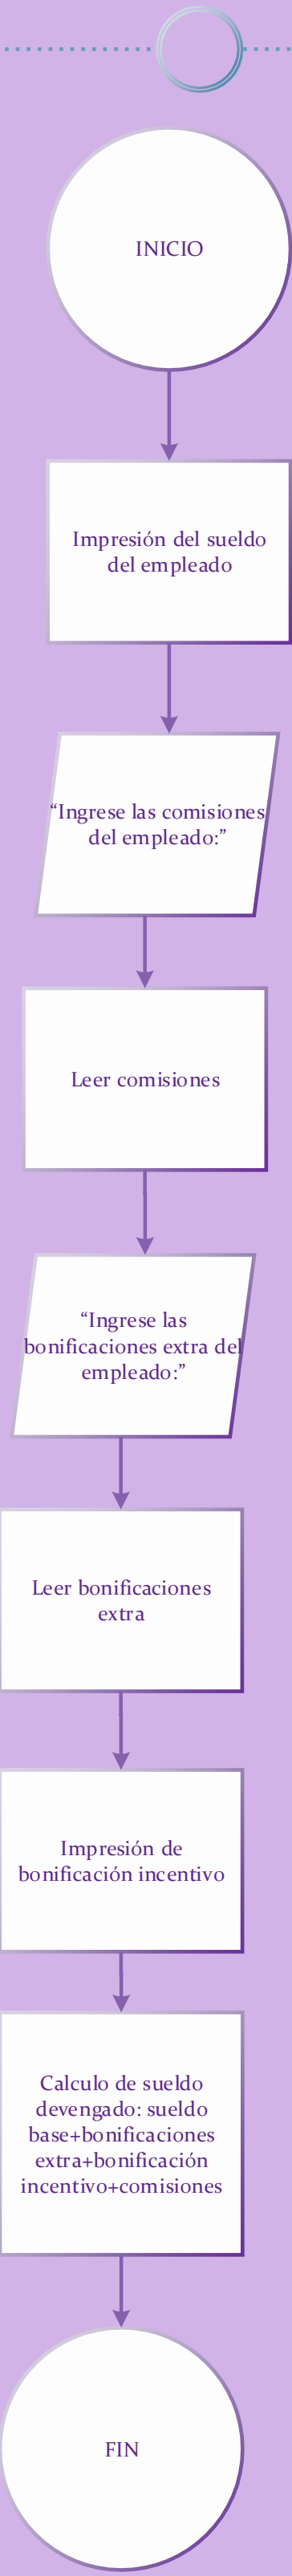 INICIO
Impresión del sueldo
del empleado
“Ingrese las comisiones
del empleado:”
Leer comisiones
“Ingrese las
bonificaciones extra del
empleado:”
Leer bonificaciones
extra
Impresión de
bonificación incentivo
Calculo de sueldo
devengado: sueldo
base+bonificaciones
extra+bonificación
incentivo+comisiones
FIN